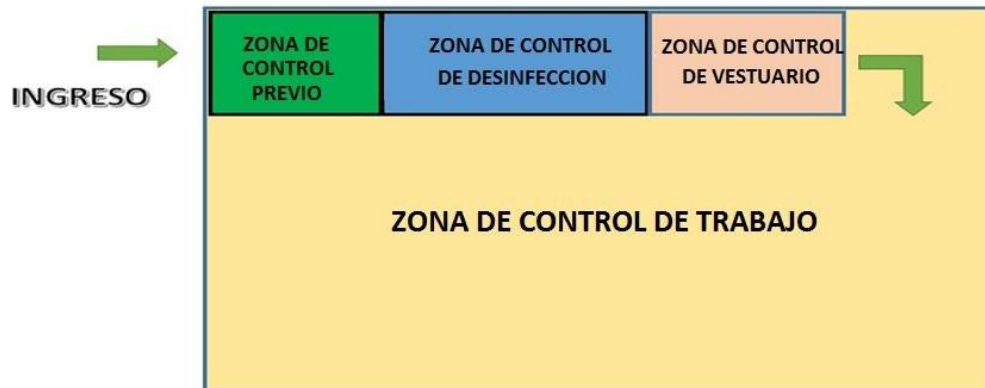 INGRESO
ZONA DE
CONTROL
PREVIO
ZONA DE CONTROL
DE DESINFECCION
ZONA DE CONTROL
DE VESTUARIO
ZONA DE CONTROL DE TRABAJO